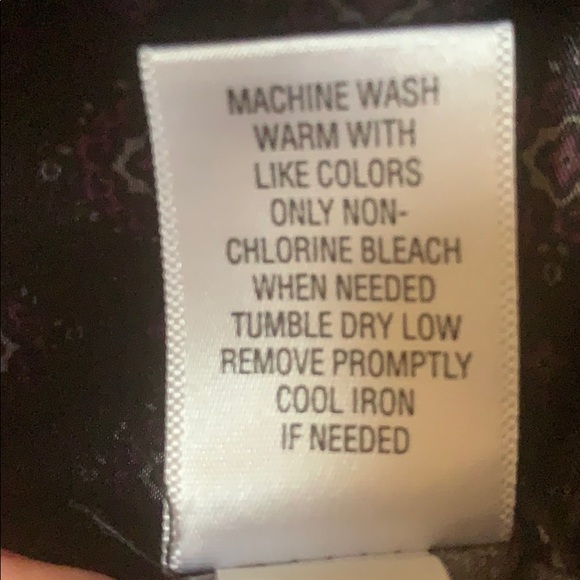 MACHINE WASH
WARM WITH
LIKE COLORS
ONLY NON-
CHLORINE BLEACH
WHEN NEEDED
TUMBLE DRY LOW
REMOVE PROMPTLY
COOL IRON
IF NEEDED